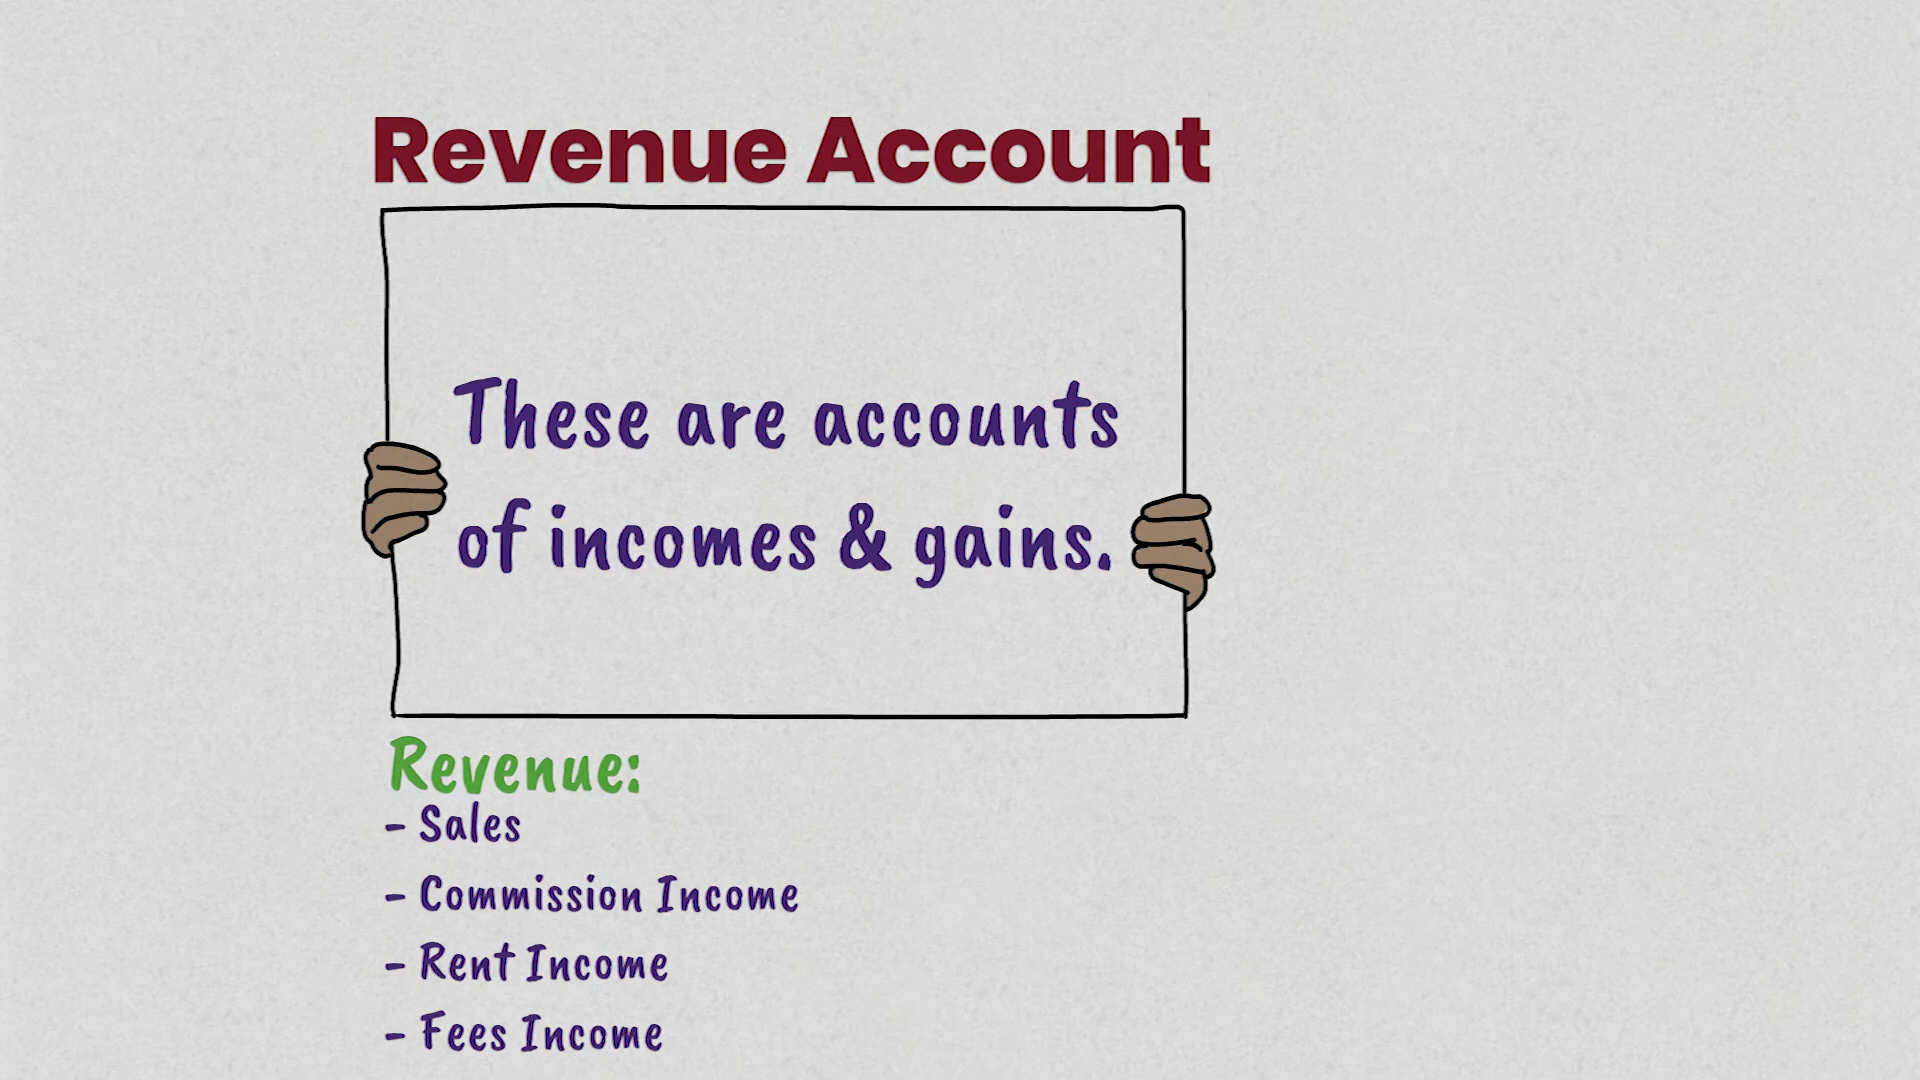 Revenue Account
These are accounts
of incomes & gains.
Revenue:
- Sales
- Commission Income
- Rent Income
- Fees Income